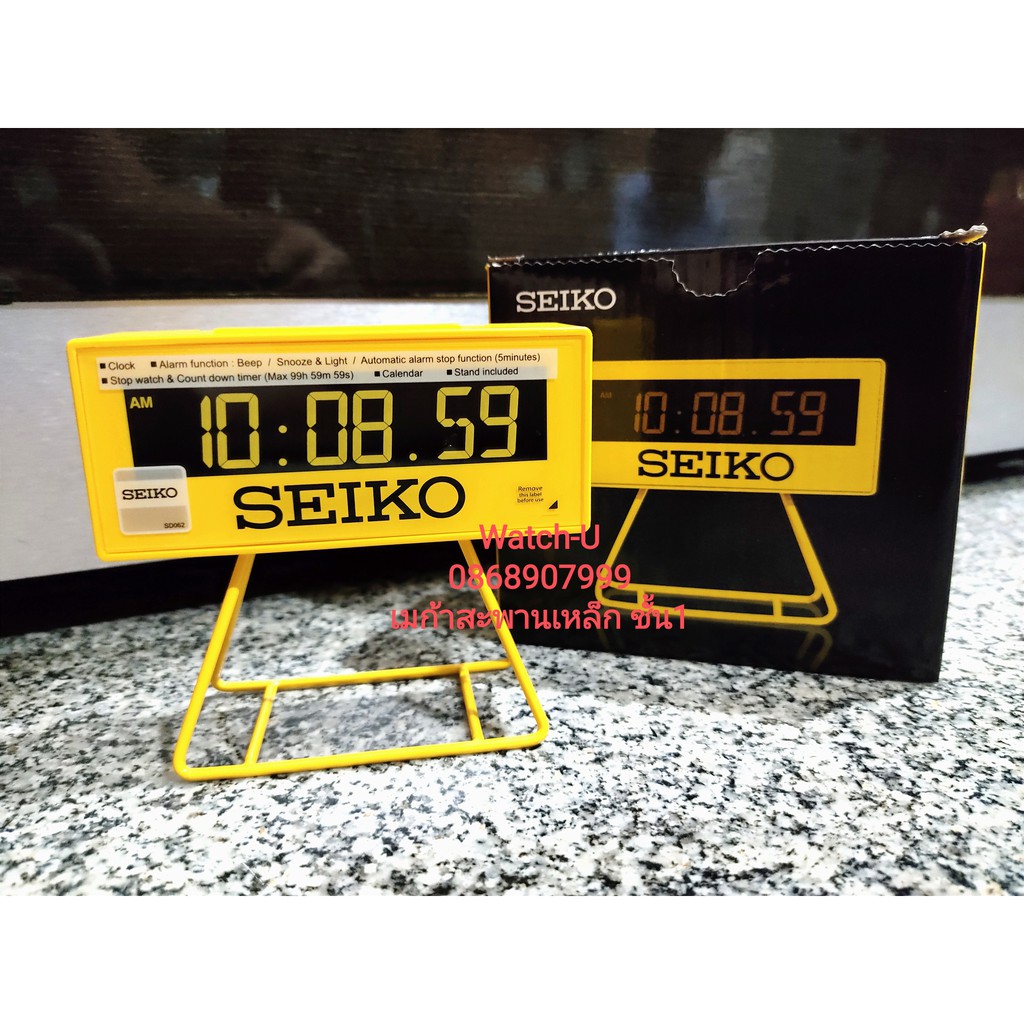 SEIKO
■ Clock ■ Alarm function : Beep / Snooze & Light / Automatic alarm stop function (5minutes)
■ Stop watch & Count down timer (Max 99h 59m 59s) ■ Calendar ■ Stand included
AM 10:08.59
AM 10:08.59
SEIKO
SEIKO
SD062
SEIKO
Remove
this label
before use
Watch-U
0868907999
เมก้าสะพานเหล็ก ชั้น1